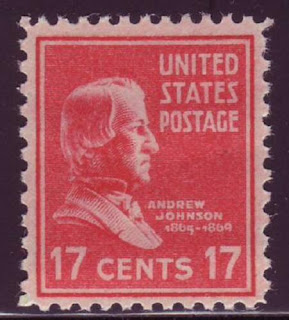 UNITED
STATES
POSTAGE
ANDREW
JOHNSON
1865-1869
17 CENTS 17